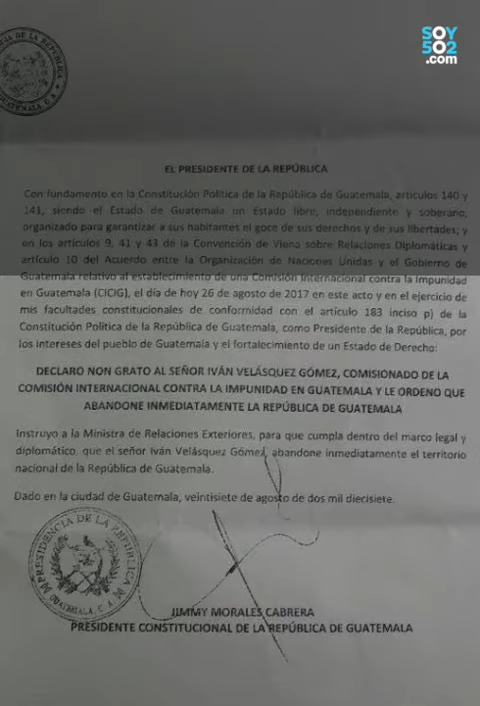 SOY
502
.com
IA DE LA REPÚBLICA
GUATEMALA, C.A.
EL PRESIDENTE DE LA REPÚBLICA
Con fundamento en la Constitución Política de la República de Guatemala, artículos 140 y
141, siendo el Estado de Guatemala un Estado libre, independiente y soberano,
organizado para garantizar a sus habitantes el goce de sus derechos y de sus libertades; y
en los artículos 9, 41 y 43 de la Convención de Viena sobre Relaciones Diplomáticas y
artículo 10 del Acuerdo entre la Organización de Naciones Unidas y el Gobierno de
Guatemala relativo al establecimiento de una Comisión Internacional contra la Impunidad
en Guatemala (CICIG), el día de hoy 26 de agosto de 2017 en este acto y en el ejercicio de
mis facultades constitucionales de conformidad con el artículo 183 inciso p) de la
Constitución Política de la República de Guatemala, como Presidente de la República, por
los intereses del pueblo de Guatemala y el fortalecimiento de un Estado de Derecho:
DECLARO NON GRATO AL SEÑOR IVÁN VELÁSQUEZ GÓMEZ, COMISIONADO DE LA
COMISIÓN INTERNACIONAL CONTRA LA IMPUNIDAD EN GUATEMALA Y LE ORDENO QUE
ABANDONE INMEDIATAMENTE LA REPÚBLICA DE GUATEMALA
Instruyo a la Ministra de Relaciones Exteriores, para que cumpla dentro del marco legal y
diplomático, que el señor Iván Velásquez Gómez, abandone inmediatamente el territorio
nacional de la República de Guatemala.
Dado en la ciudad de Guatemala, veintisiete de agosto de dos mil diecisiete.
PRESIDENCIA DE LA REPÚBLICA
GUATEMALA, C.A.
JIMMY MORALES CABRERA
PRESIDENTE CONSTITUCIONAL DE LA REPÚBLICA DE GUATEMALA